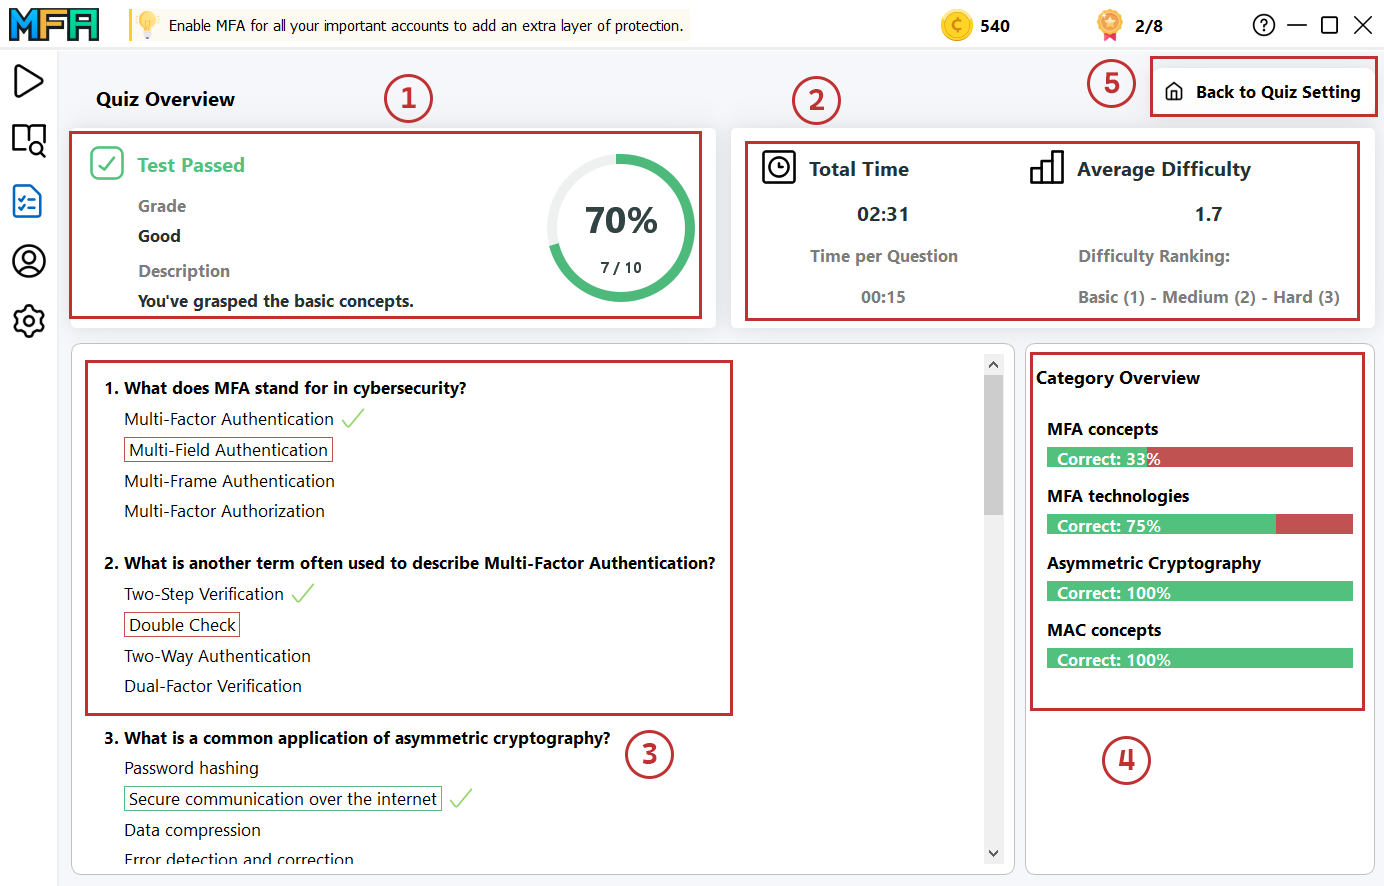 MFA
Enable MFA for all your important accounts to add an extra layer of protection.
540
2/8
Quiz Overview
1
2
5
Back to Quiz Setting
Test Passed
Grade
Good
Description
You've grasped the basic concepts.
70%
7 / 10
Total Time
02:31
Time per Question
00:15
Average Difficulty
1.7
Difficulty Ranking:
Basic (1) - Medium (2) - Hard (3)
1. What does MFA stand for in cybersecurity?
Multi-Factor Authentication
Multi-Field Authentication
Multi-Frame Authentication
Multi-Factor Authorization
2. What is another term often used to describe Multi-Factor Authentication?
Two-Step Verification
Double Check
Two-Way Authentication
Dual-Factor Verification
3. What is a common application of asymmetric cryptography?
3
Password hashing
Secure communication over the internet
Data compression
Error detection and correction
Category Overview
MFA concepts
Correct: 33%
MFA technologies
Correct: 75%
Asymmetric Cryptography
Correct: 100%
MAC concepts
Correct: 100%
4